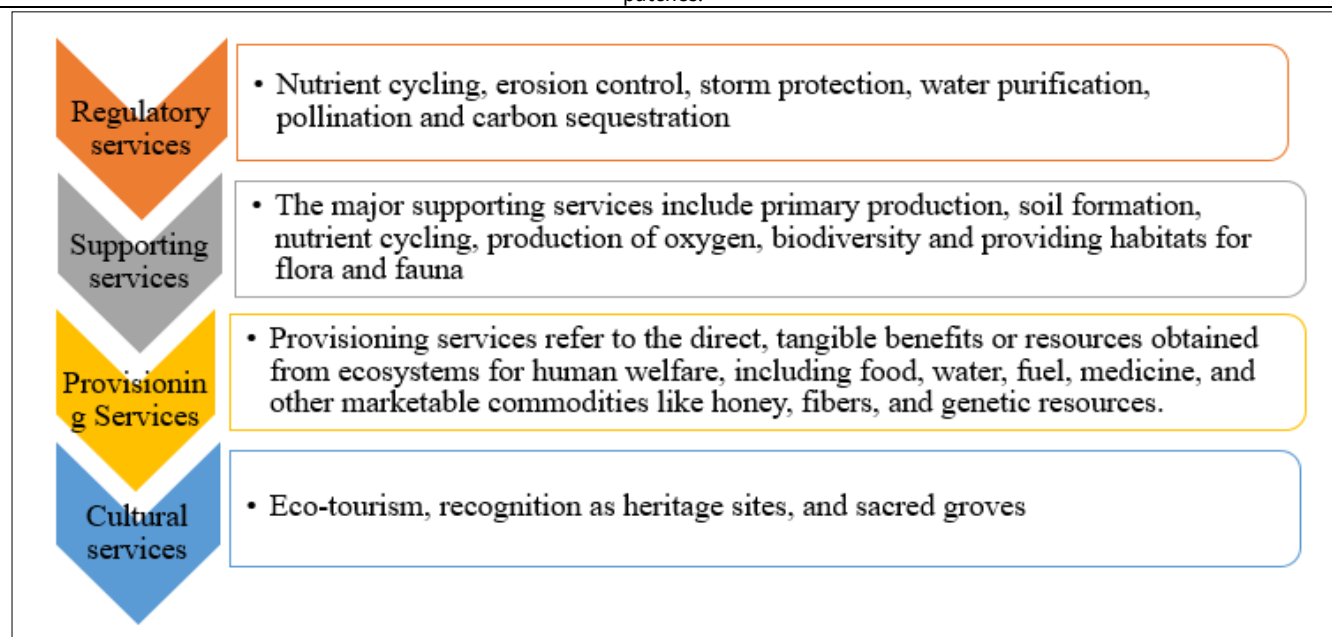 Regulatory
services
• Nutrient cycling, erosion control, storm protection, water purification,
pollination and carbon sequestration
Supporting
services
• The major supporting services include primary production, soil formation,
nutrient cycling, production of oxygen, biodiversity and providing habitats for
flora and fauna
Provisionin
g Services
• Provisioning services refer to the direct, tangible benefits or resources obtained
from ecosystems for human welfare, including food, water, fuel, medicine, and
other marketable commodities like honey, fibers, and genetic resources.
Cultural
services
• Eco-tourism, recognition as heritage sites, and sacred groves